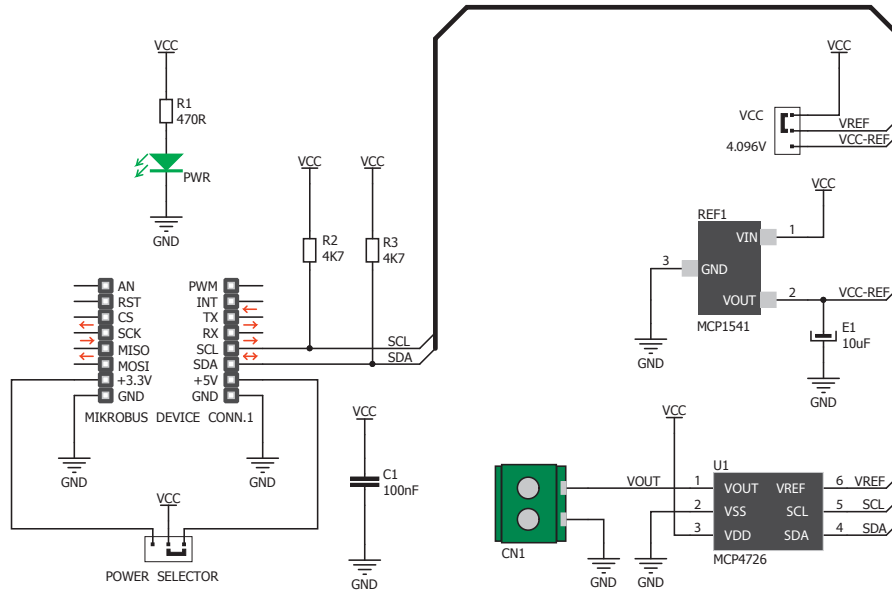 VCC
R1
470R
PWR
GND
VCC
R2
4K7
VCC
R3
4K7
AN
RST
CS
SCK
MISO
MOSI
+3.3V
GND
PWM
INT
TX
RX
SCL
SDA
+5V
GND
MIKROBUS DEVICE CONN.1
SCL
SDA
GND
GND
VCC
POWER SELECTOR
VCC
C1
100nF
GND
VCC
VCC
4.096V
VREF
VCC-REF
VCC
REF1
VIN
1
3
GND
VOUT
2
VCC-REF
MCP1541
E1
10uF
GND
GND
VCC
CN1
VOUT
GND
GND
U1
1
VOUT
VREF
6
VREF
2
VSS
SCL
5
SCL
3
VDD
SDA
4
SDA
MCP4726